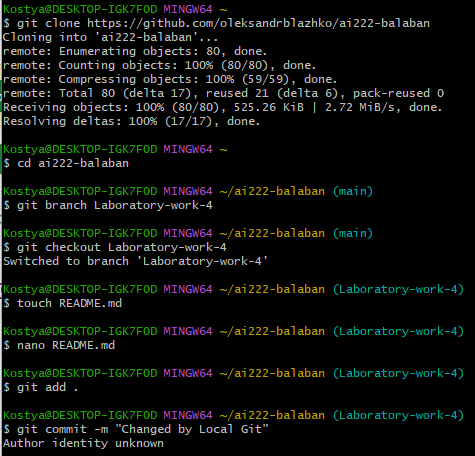 Kostya@DESKTOP-IGK7FOD MINGW64 ~
$ git clone https://github.com/oleksandrblazhko/ai222-balaban
Cloning into 'ai222-balaban'...
remote: Enumerating objects: 80, done.
remote: Counting objects: 100% (80/80), done.
remote: Compressing objects: 100% (59/59), done.
remote: Total 80 (delta 17), reused 21 (delta 6), pack-reused 0
Receiving objects: 100% (80/80), 525.26 KiB | 2.72 MiB/s, done.
Resolving deltas: 100% (17/17), done.
Kostya@DESKTOP-IGK7FOD MINGW64 ~
$ cd ai222-balaban
Kostya@DESKTOP-IGK7FOD MINGW64 ~/ai222-balaban (main)
$ git branch Laboratory-work-4
Kostya@DESKTOP-IGK7FOD MINGW64 ~/ai222-balaban (main)
$ git checkout Laboratory-work-4
Switched to branch 'Laboratory-work-4'
Kostya@DESKTOP-IGK7FOD MINGW64 ~/ai222-balaban (Laboratory-work-4)
$ touch README.md
Kostya@DESKTOP-IGK7FOD MINGW64 ~/ai222-balaban (Laboratory-work-4)
$ nano README.md
Kostya@DESKTOP-IGK7FOD MINGW64 ~/ai222-balaban (Laboratory-work-4)
$ git add .
Kostya@DESKTOP-IGK7FOD MINGW64 ~/ai222-balaban (Laboratory-work-4)
$ git commit -m "Changed by Local Git"
Author identity unknown